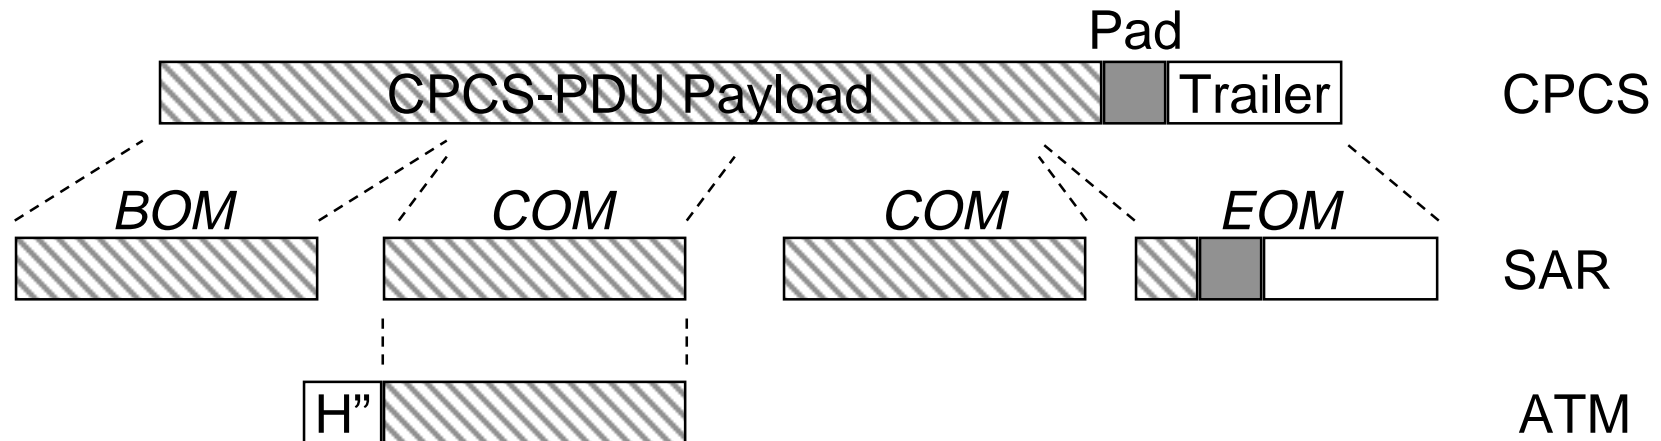 Pad
CPCS-PDU Payload Trailer CPCS
BOM COM COM EOM
SAR
H” ATM